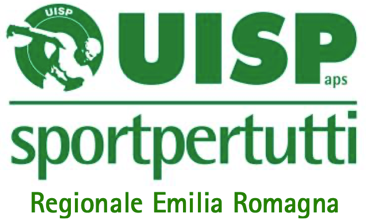 UISP
UISP
aps
sportpertutti
Regionale Emilia Romagna